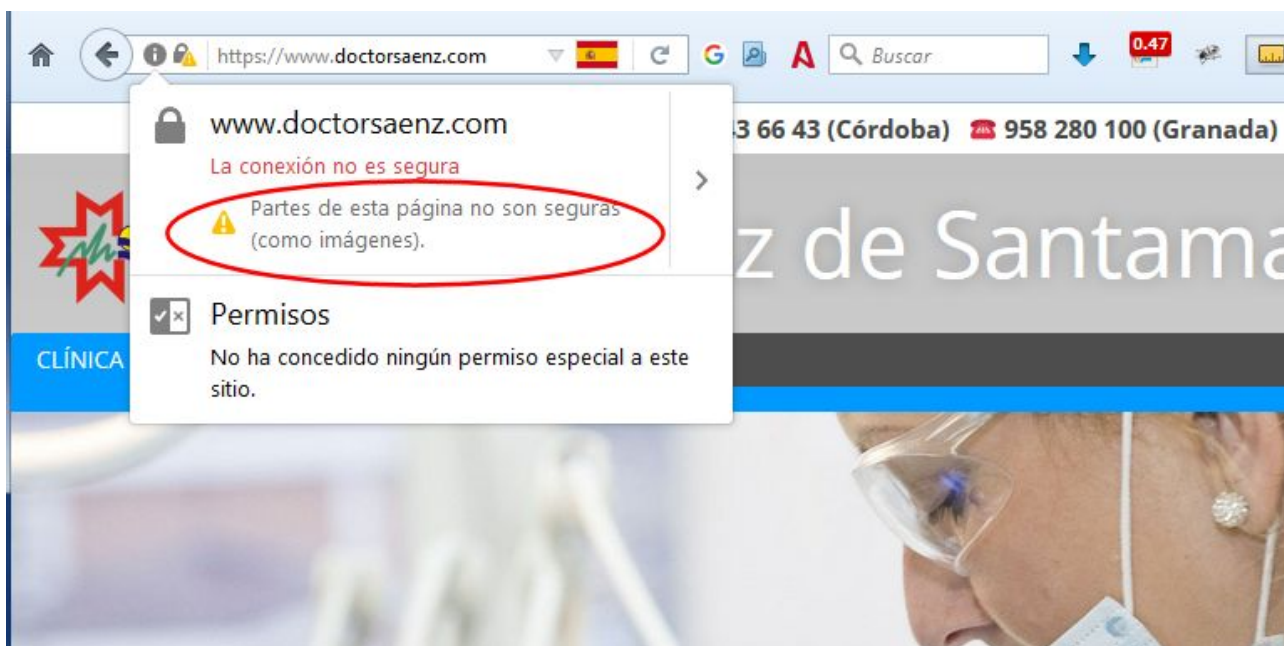 https://www.doctorsaenz.com
Buscar
0.47
www.doctorsaenz.com
La conexión no es segura
Partes de esta página no son seguras
(como imágenes).
Permisos
No ha concedido ningún permiso especial a este
sitio.
3 66 43 (Córdoba) ☎ 958 280 100 (Granada)
z de Santama
CLÍNICA